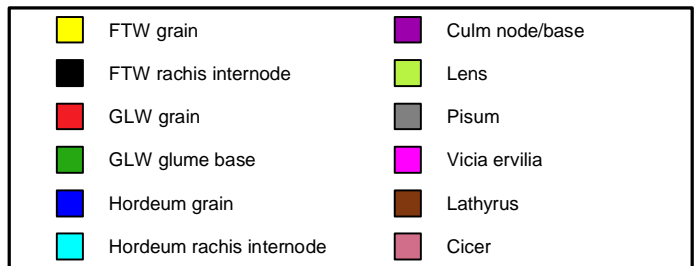 FTW grain
FTW rachis internode
GLW grain
GLW glume base
Hordeum grain
Hordeum rachis internode
Culm node/base
Lens
Pisum
Vicia ervilia
Lathyrus
Cicer